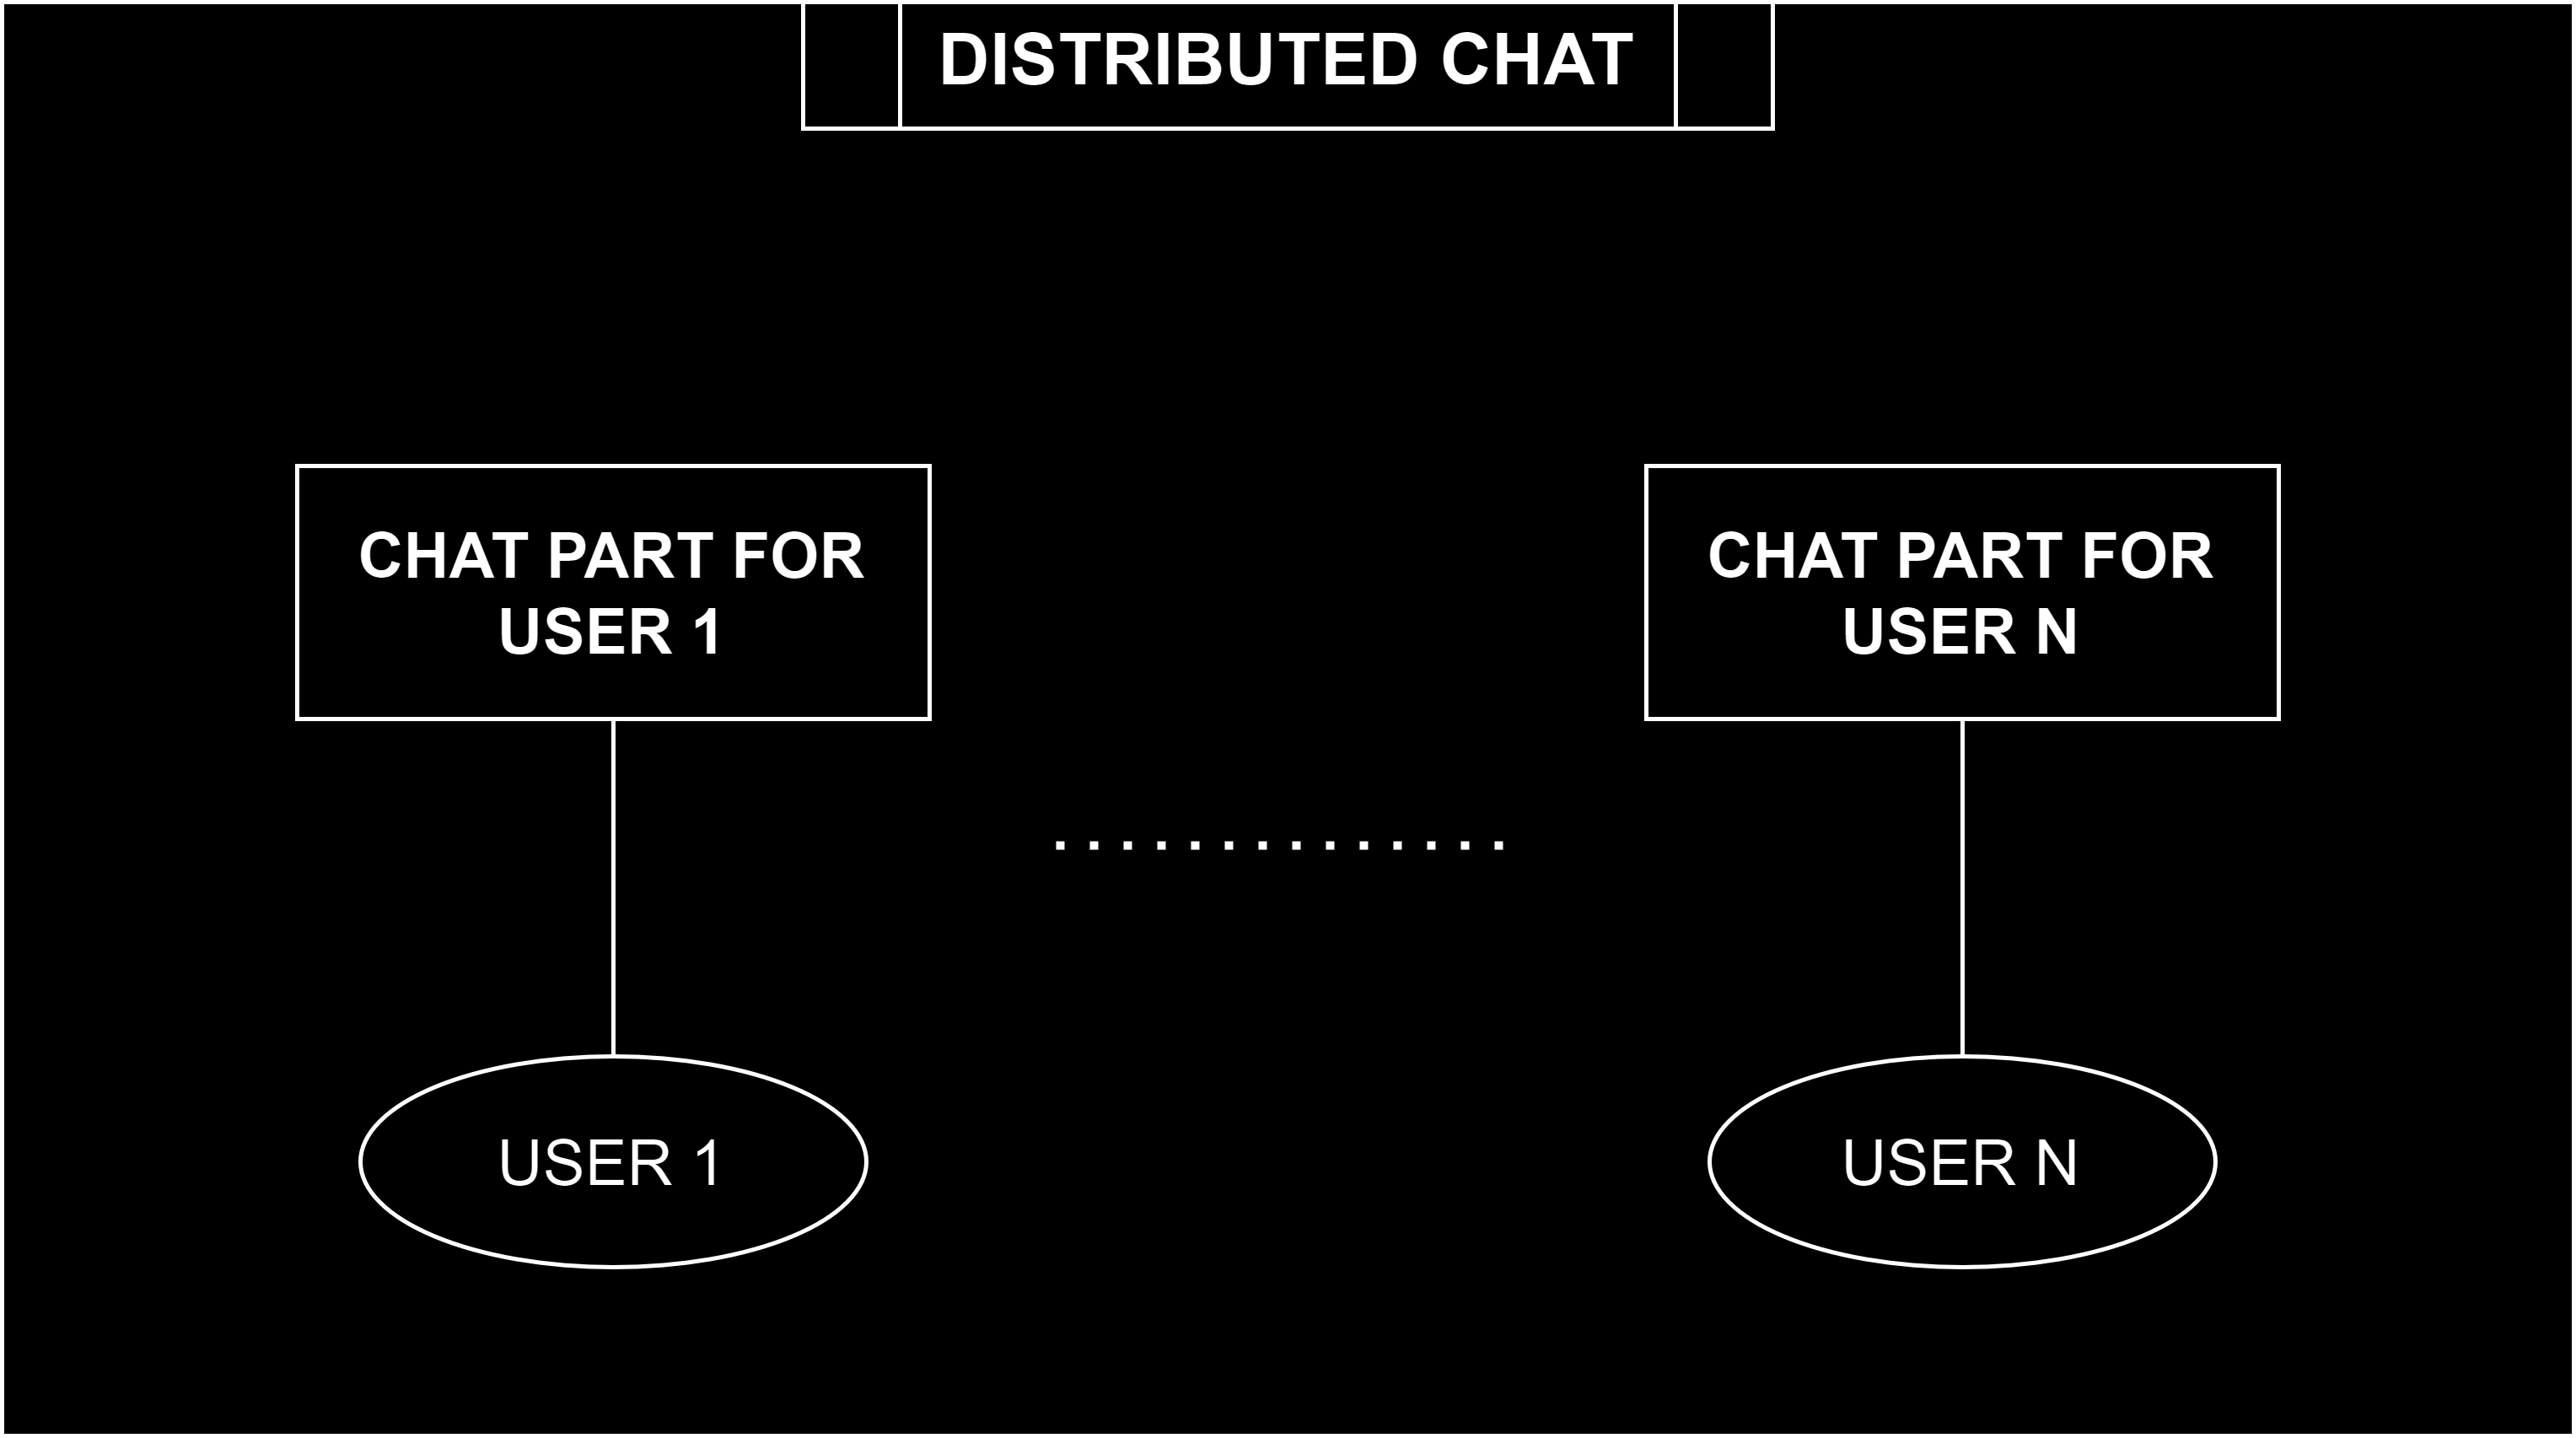 DISTRIBUTED CHAT
CHAT PART FOR
USER 1
CHAT PART FOR
USER N
. . . . . . . . . . . . . .
USER 1
USER N